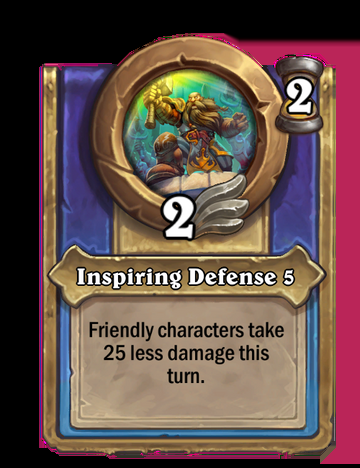 2
2
Inspiring Defense 5
Friendly characters take
25 less damage this
turn.